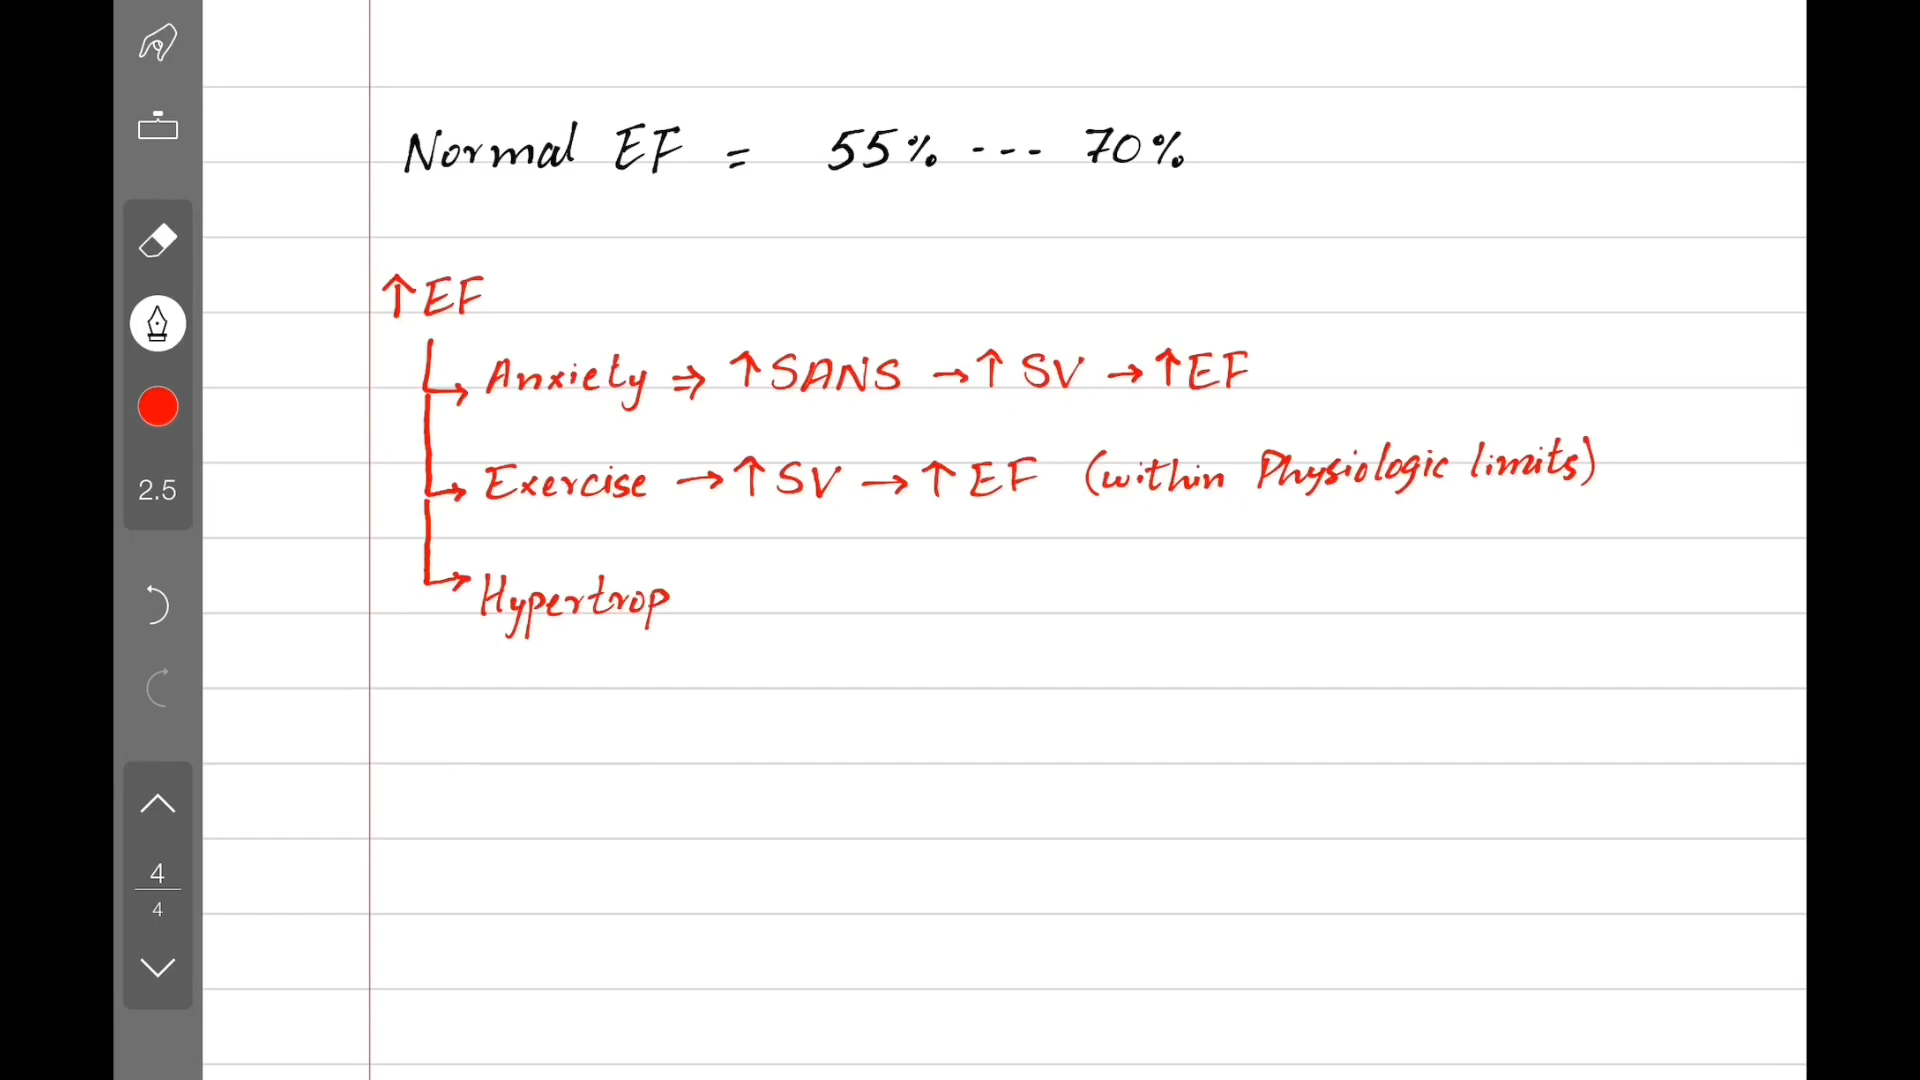 Normal EF = 55% --- 70%
↑EF
Anxiety ⇒ ↑SANS →↑ SV →↑EF
Exercise →↑SV →↑EF (within Physiologic limits)
Hypertrop
2.5
4
4